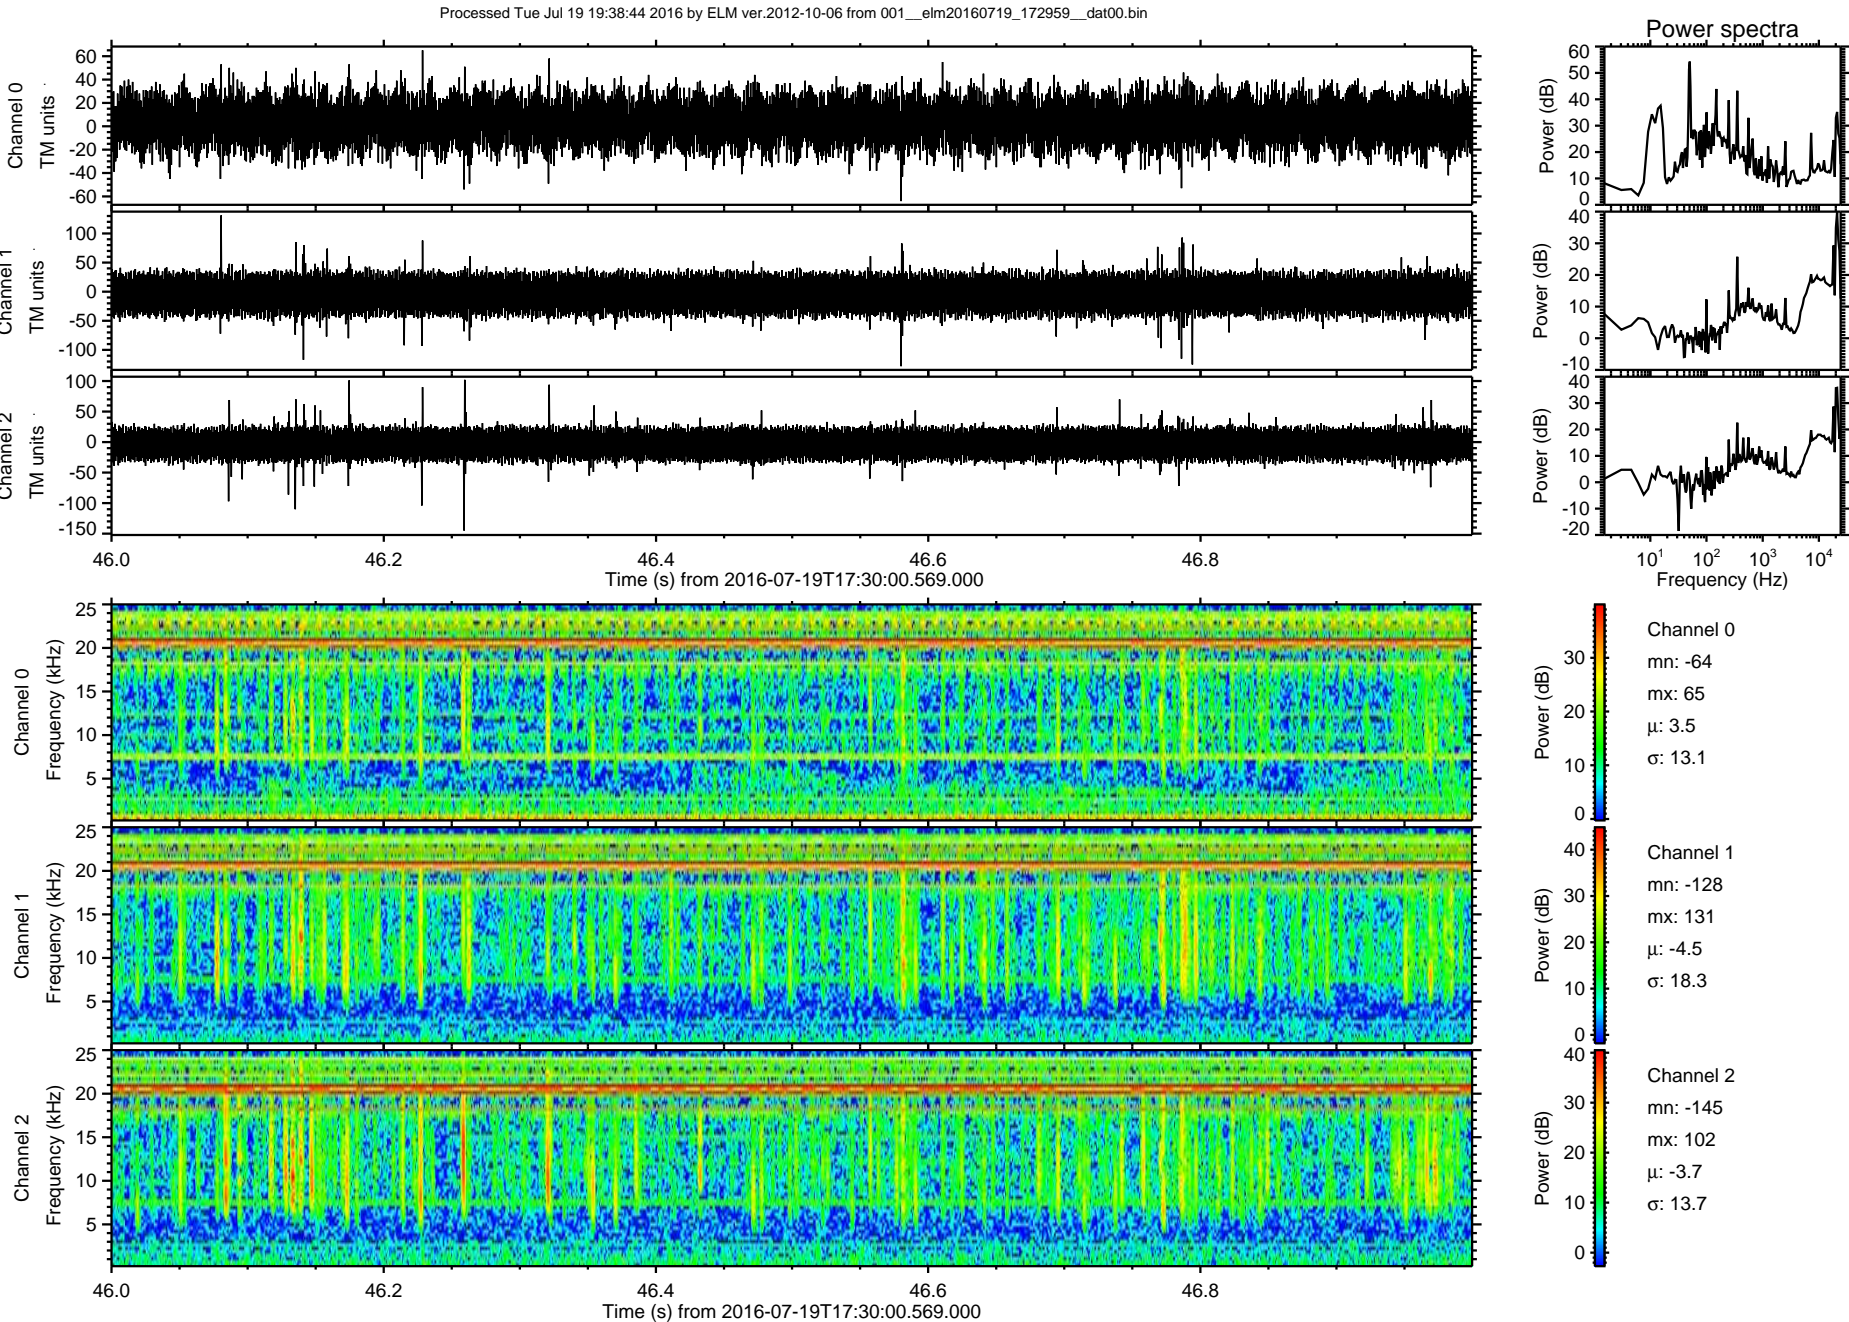 Processed Tue Jul 19 19:38:44 2016 by ELM ver.2012-10-06 from 001__elm20160719_172959__dat00.bin
Power spectra
Channel 0
TM units
60
40
20
0
-20
-40
-60
Power (dB)
60
50
40
30
20
10
0
Channel 1
TM units
100
50
0
-50
-100
Power (dB)
40
30
20
10
0
-10
Channel 2
TM units
100
50
0
-50
-100
-150
Power (dB)
40
30
20
10
0
-10
-20
46.0 46.2 46.4 46.6 46.8
Time (s) from 2016-07-19T17:30:00.569.000
10¹ 10² 10³ 10⁴
Frequency (Hz)
Channel 0
Frequency (kHz)
25
20
15
10
5
Power (dB)
30
20
10
0
Channel 0
mn: -64
mx: 65
μ: 3.5
σ: 13.1
Channel 1
Frequency (kHz)
25
20
15
10
5
Power (dB)
40
30
20
10
0
Channel 1
mn: -128
mx: 131
μ: -4.5
σ: 18.3
Channel 2
Frequency (kHz)
25
20
15
10
5
Power (dB)
40
30
20
10
0
Channel 2
mn: -145
mx: 102
μ: -3.7
σ: 13.7
46.0 46.2 46.4 46.6 46.8
Time (s) from 2016-07-19T17:30:00.569.000